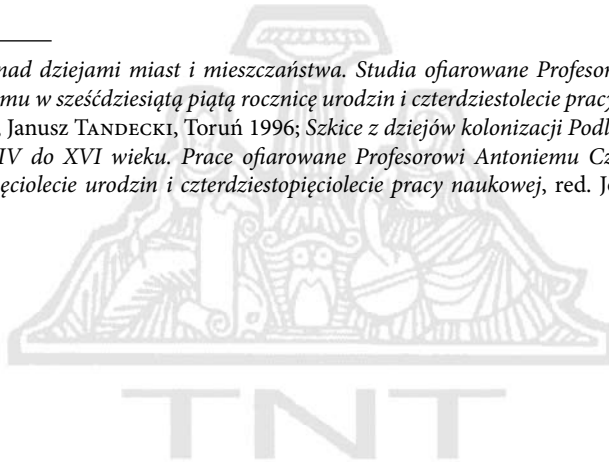 nad dziejami miast i mieszczaństwa. Studia ofiarowane Profesor
mu w sześćdziesiątą piątą rocznicę urodzin i czterdziestolecie pracy
, Janusz TANDECKI, Toruń 1996; Szkice z dziejów kolonizacji Podl
IV do XVI wieku. Prace ofiarowane Profesorowi Antoniemu Cz
ęciolecie urodzin i czterdziestopięciolecie pracy naukowej, red. J
TNT